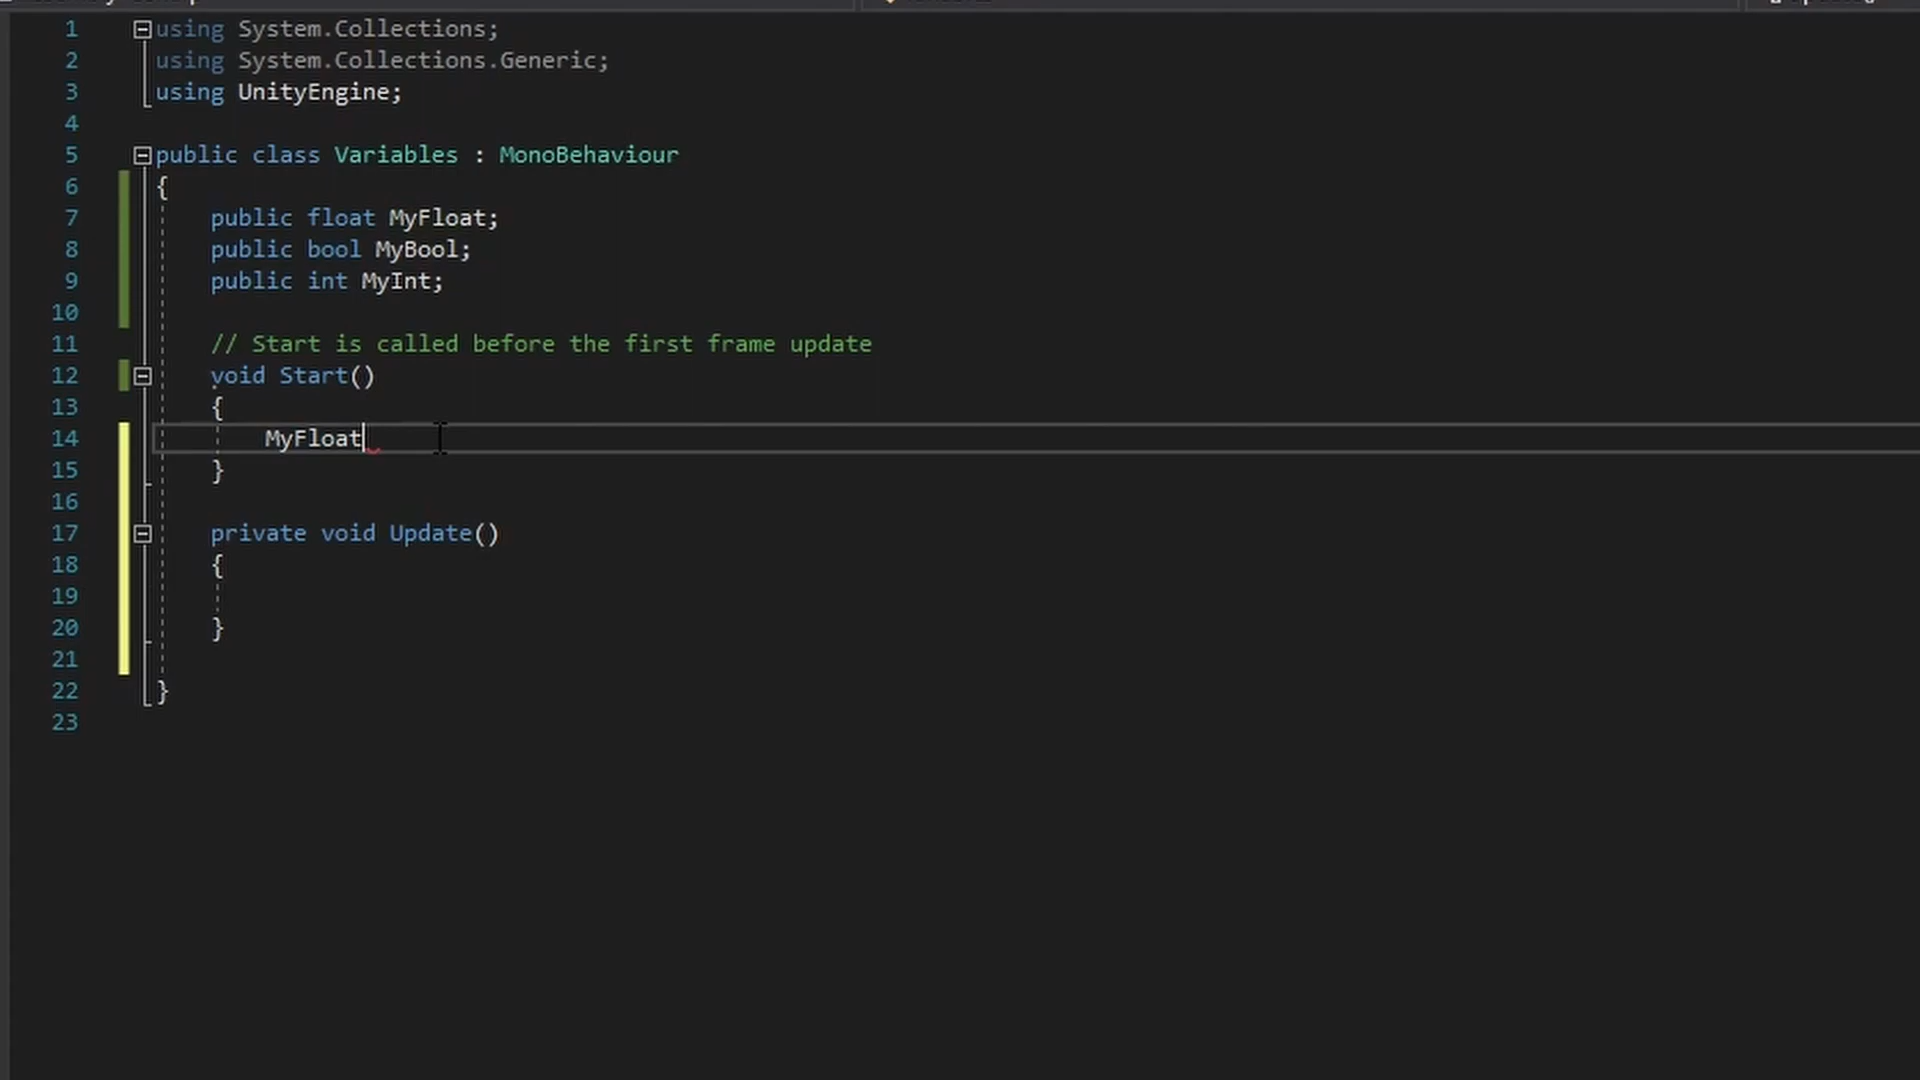 1 using System.Collections;
2 using System.Collections.Generic;
3 using UnityEngine;
4
5 public class Variables : MonoBehaviour
6 {
7 public float MyFloat;
8 public bool MyBool;
9 public int MyInt;
10
11 // Start is called before the first frame update
12 void Start()
13 {
14 MyFloat
15 }
16
17 private void Update()
18 {
19
20 }
21
22 }
23